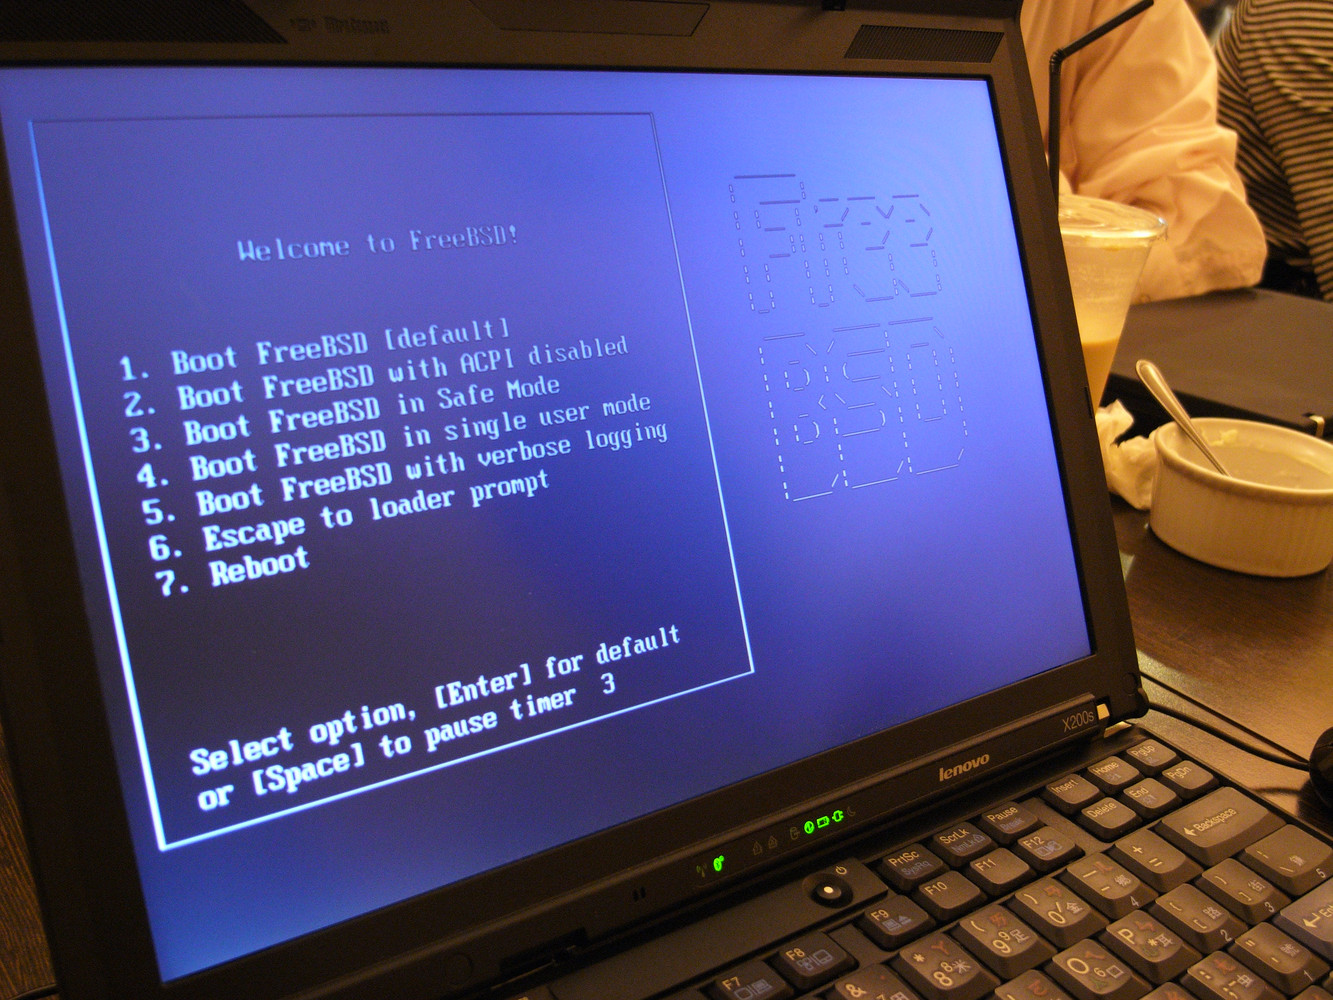 Welcome to FreeBSD!
1. Boot FreeBSD [default]
2. Boot FreeBSD with ACPI disabled
3. Boot FreeBSD in Safe Mode
4. Boot FreeBSD in single user mode
5. Boot FreeBSD with verbose logging
6. Escape to loader prompt
7. Reboot
Select option, [Enter] for default
or [Space] to pause timer 3
Free
BSD
X200s
lenovo
PgUp
Home
PgDn
Insert
End
Delete
Pause
ScrLk
PrtSc
SysRq
Backspace
F12
F11
F10
F9
F8
F7